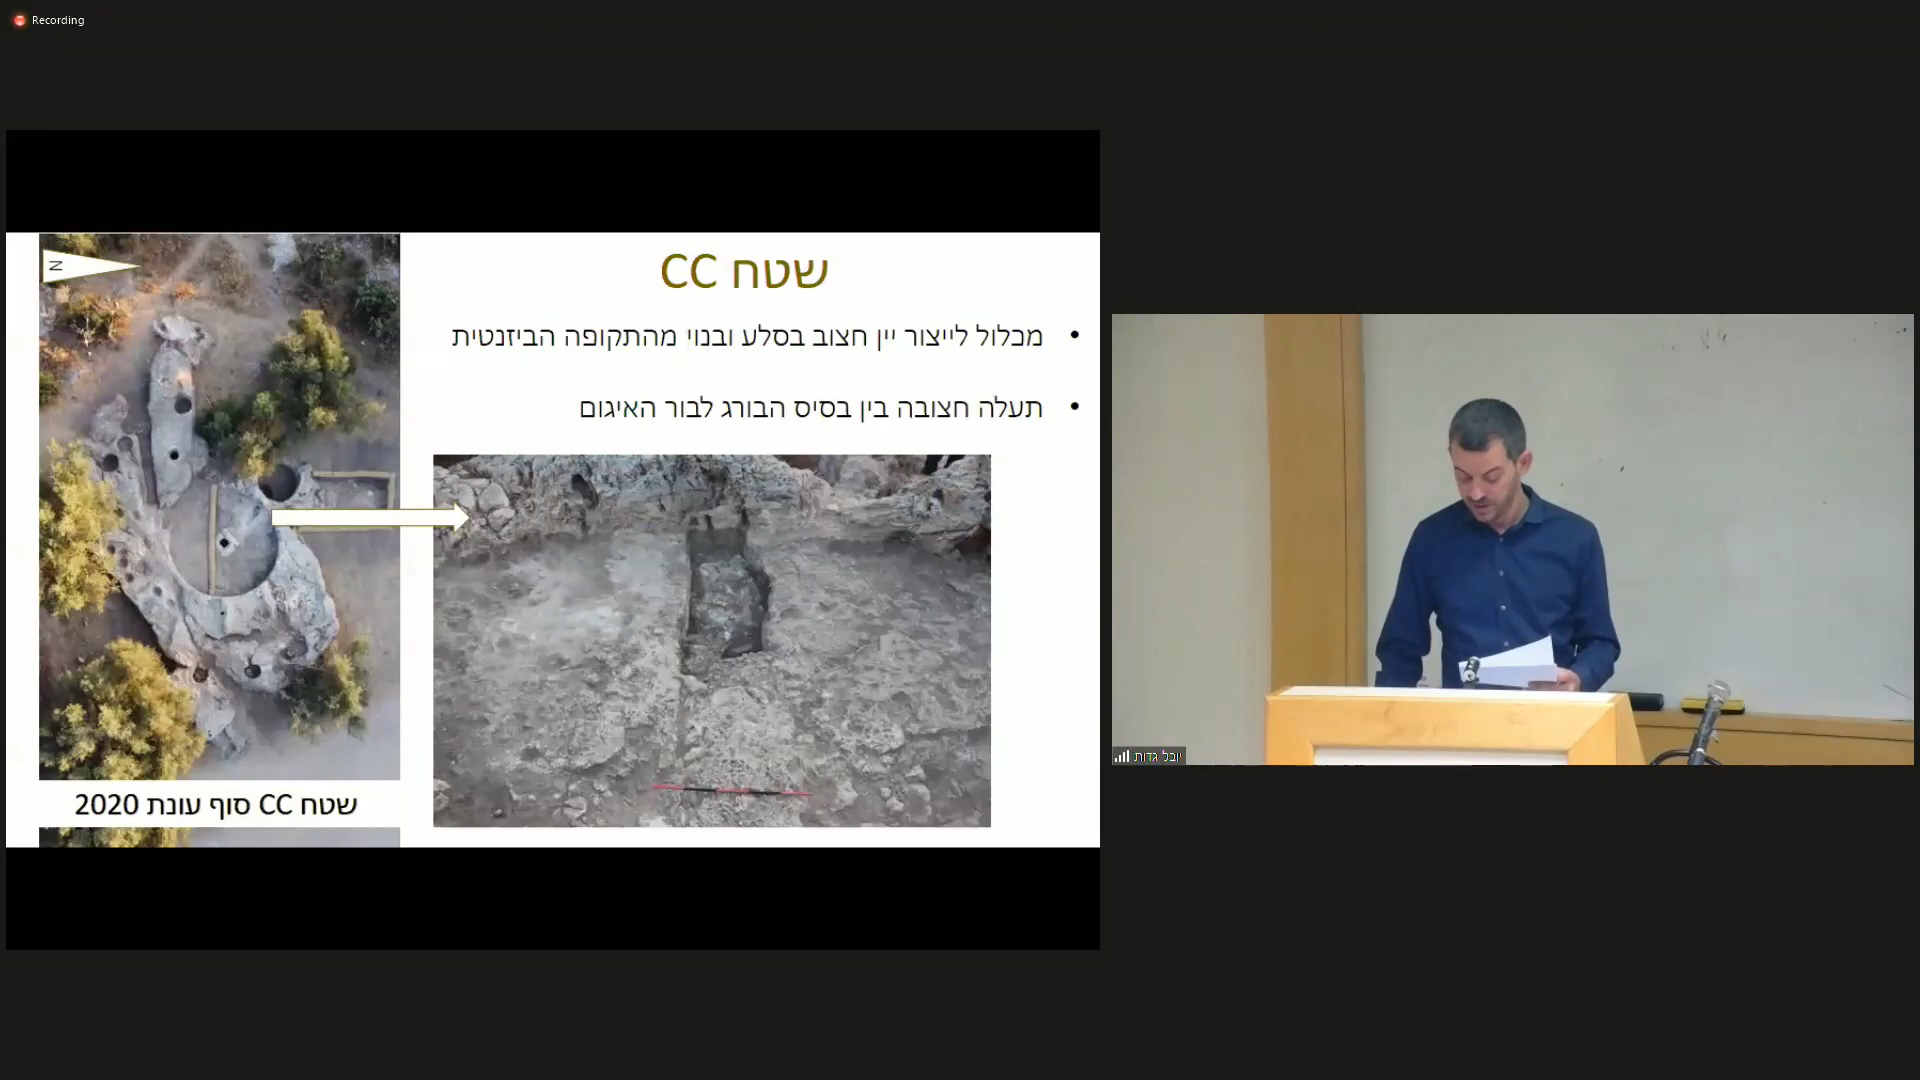 Recording
N
שטח CC
• מכלול לייצור יין חצוב בסלע ובנוי מהתקופה הביזנטית
• תעלה חצובה בין בסיס הבורג לבור האיגום
שטח CC סוף עונת 2020
יובל גדות